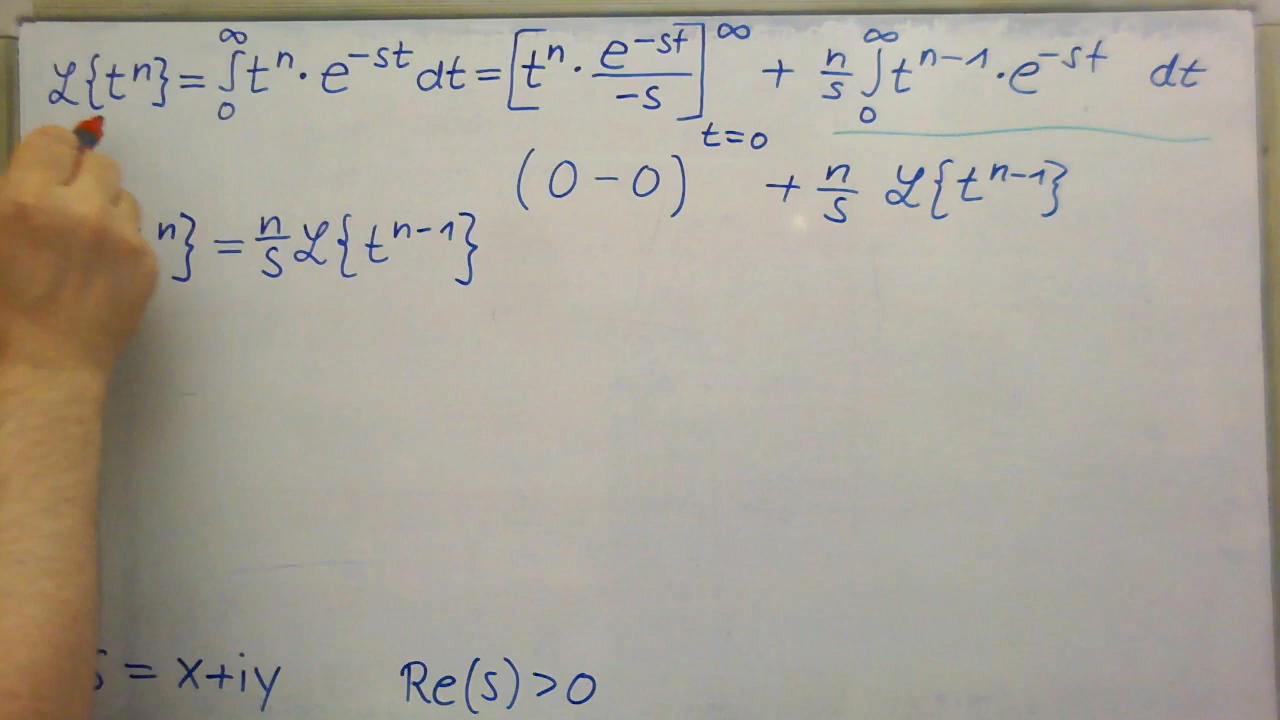 ℒ{tⁿ} = ∫₀^∞ tⁿ · e^(-st) dt = [tⁿ · e^(-st)/(-s)]_(t=0)^∞ + n/s ∫₀^∞ t^(n-1) · e^(-st) dt
(0 - 0) + n/s ℒ{t^(n-1)}
ⁿ} = n/s ℒ{t^(n-1)}
= x+iy Re(s)>0